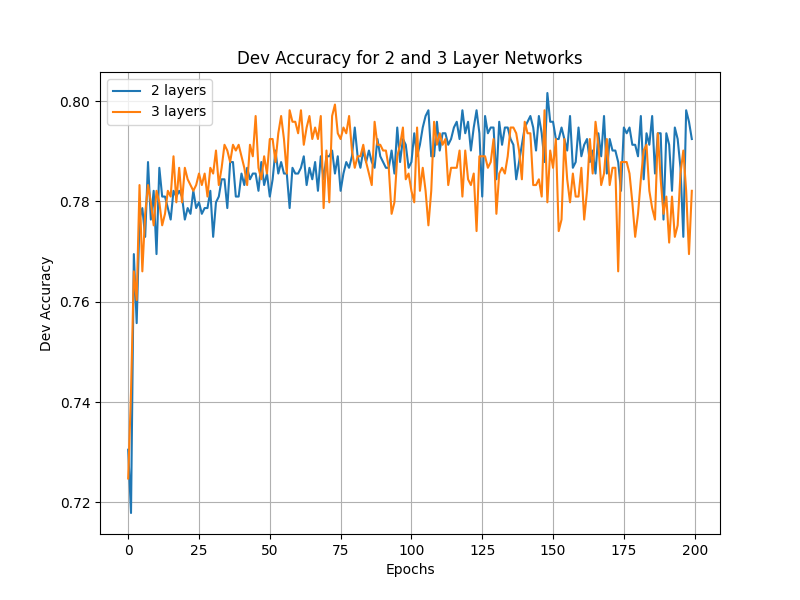 Dev Accuracy for 2 and 3 Layer Networks
2 layers
3 layers
0.80
0.78
0.76
0.74
0.72
Dev Accuracy
0 25 50 75 100 125 150 175 200
Epochs